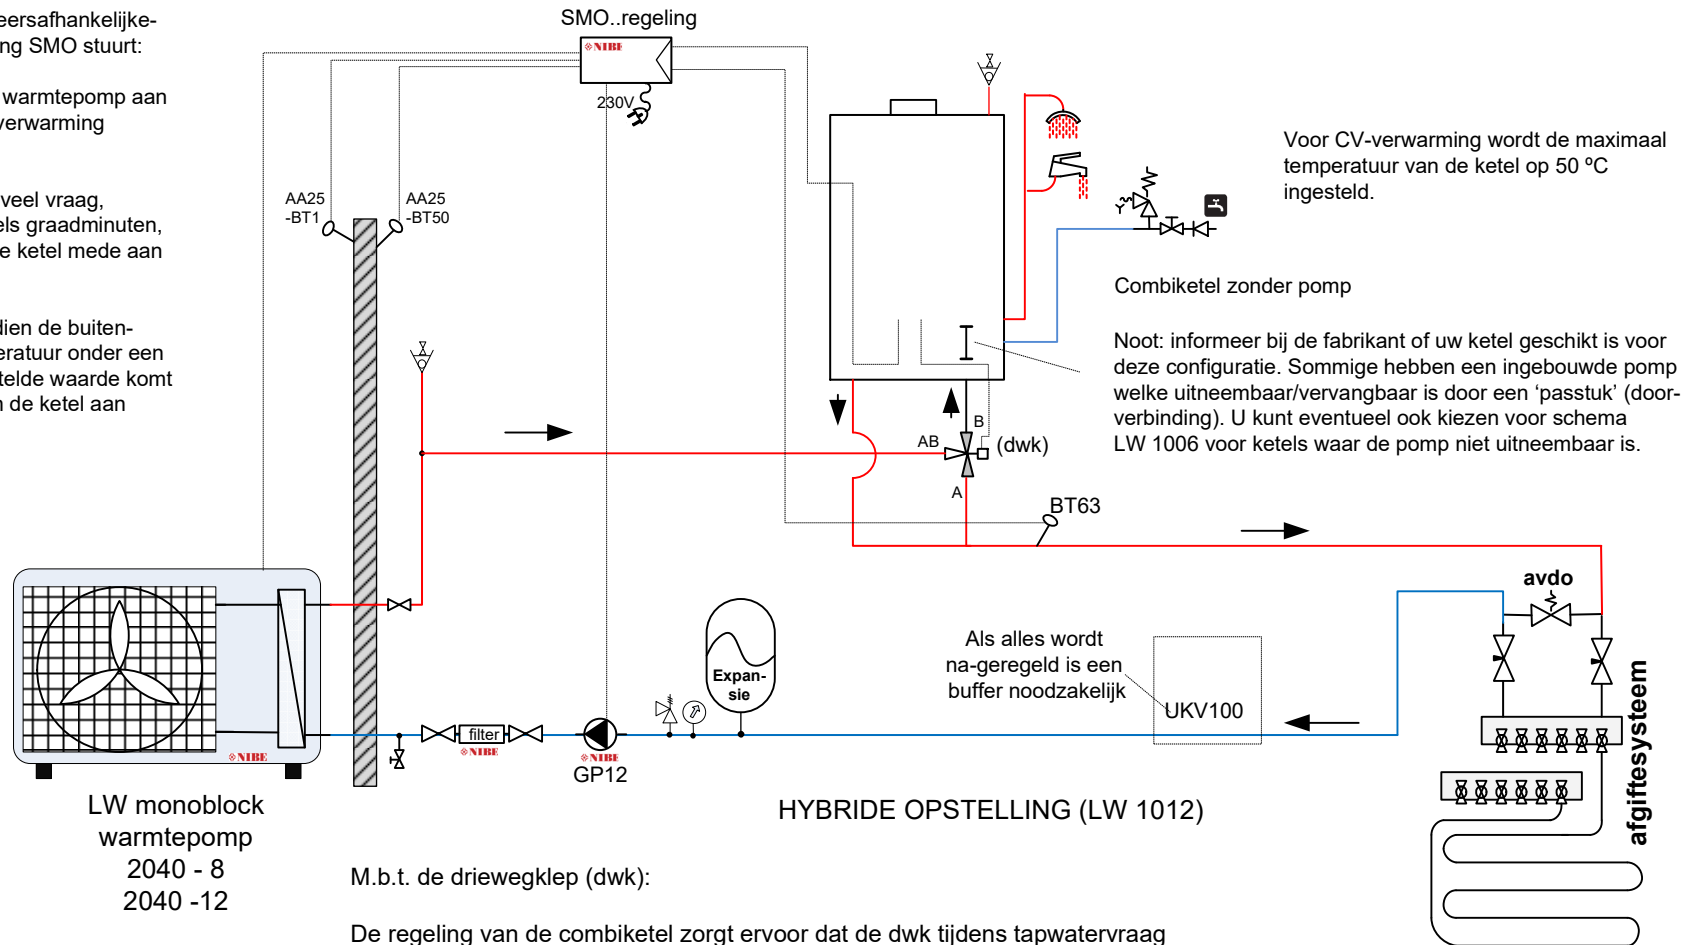 eersafhankelijke-
ng SMO stuurt:
warmtepomp aan
verwarming
veel vraag,
els graadminuten,
e ketel mede aan
dien de buiten-
eratuur onder een
telde waarde komt
n de ketel aan
SMO..regeling
NIBE
230V
AA25
-BT1
AA25
-BT50
Voor CV-verwarming wordt de maximaal
temperatuur van de ketel op 50 ºC
ingesteld.
Combiketel zonder pomp
Noot: informeer bij de fabrikant of uw ketel geschikt is voor
deze configuratie. Sommige hebben een ingebouwde pomp
welke uitneembaar/vervangbaar is door een ‘passtuk’ (door-
verbinding). U kunt eventueel ook kiezen voor schema
LW 1006 voor ketels waar de pomp niet uitneembaar is.
B
AB
(dwk)
A
BT63
avdo
Als alles wordt
na-geregeld is een
buffer noodzakelijk
UKV100
Expan-
sie
filter
NIBE
NIBE
GP12
NIBE
afgiftesysteem
LW monoblock
warmtepomp
2040 - 8
2040 -12
HYBRIDE OPSTELLING (LW 1012)
M.b.t. de driewegklep (dwk):
De regeling van de combiketel zorgt ervoor dat de dwk tijdens tapwatervraag